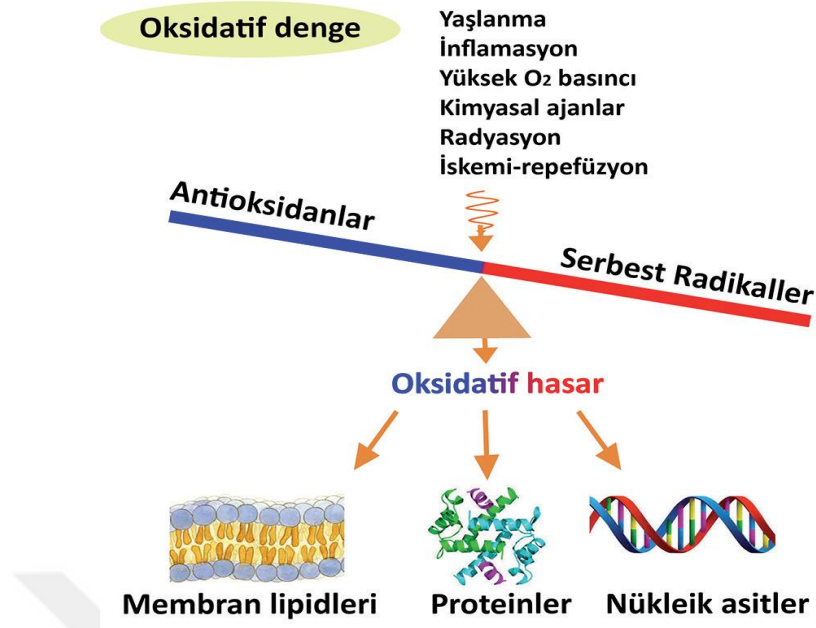 Oksidatif denge
Yaşlanma
İnflamasyon
Yüksek O₂ basıncı
Kimyasal ajanlar
Radyasyon
İskemi-repefüzyon
Antioksidanlar
Serbest Radikaller
Oksidatif hasar
Membran lipidleri
Proteinler
Nükleik asitler